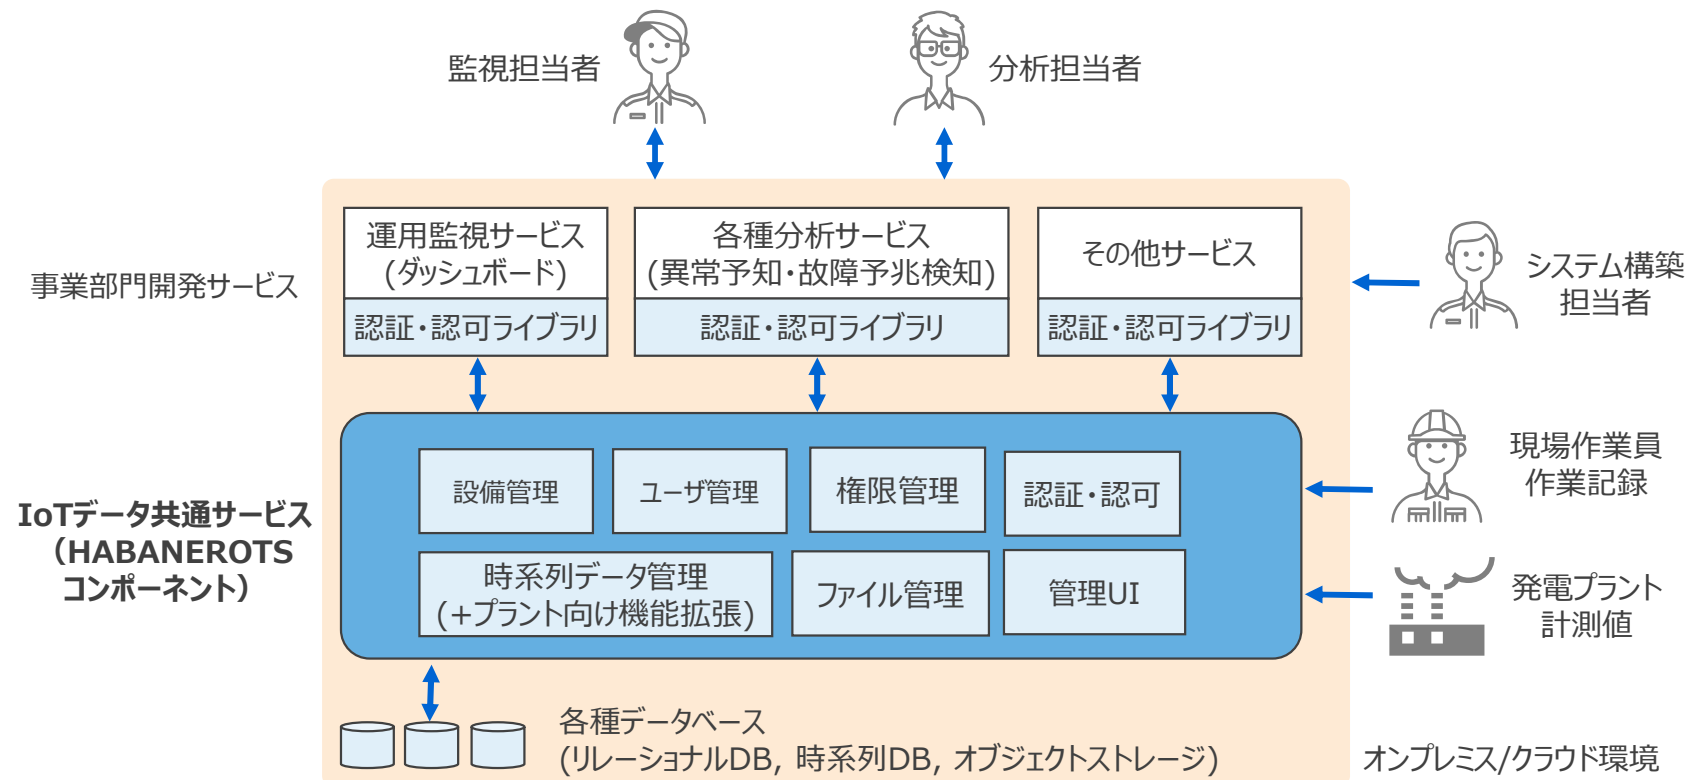 監視担当者
分析担当者
事業部門開発サービス
運用監視サービス
(ダッシュボード)
認証・認可ライブラリ
各種分析サービス
(異常予知・故障予兆検知)
認証・認可ライブラリ
その他サービス
認証・認可ライブラリ
システム構築
担当者
IoTデータ共通サービス
（HABANEROTS
コンポーネント）
設備管理
ユーザ管理
権限管理
認証・認可
時系列データ管理
(+プラント向け機能拡張)
ファイル管理
管理UI
現場作業員
作業記録
発電プラント
計測値
各種データベース
(リレーショナルDB, 時系列DB, オブジェクトストレージ)
オンプレミス/クラウド環境